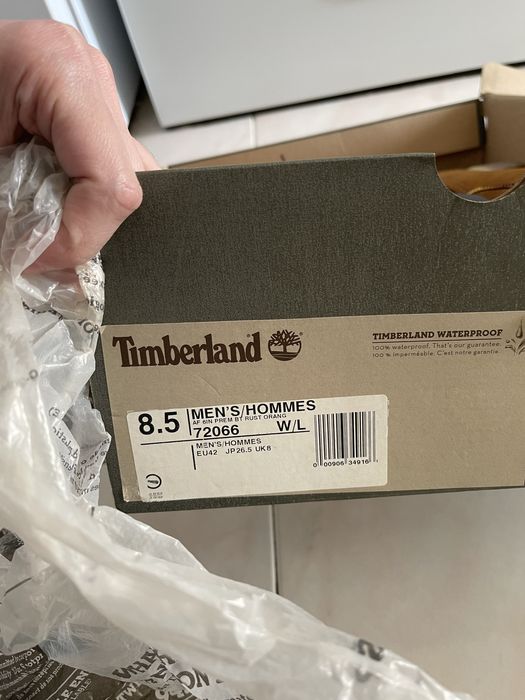 Timberland
TIMBERLAND WATERPROOF
100% waterproof. That's our guarantee.
100% imperméable. C'est notre garantie.
8.5
MEN'S/HOMMES
AF 6IN PREM BT RUST ORANG
72066 W/L
MEN'S/HOMMES
EU42 JP26.5 UK8
0 00906 34916